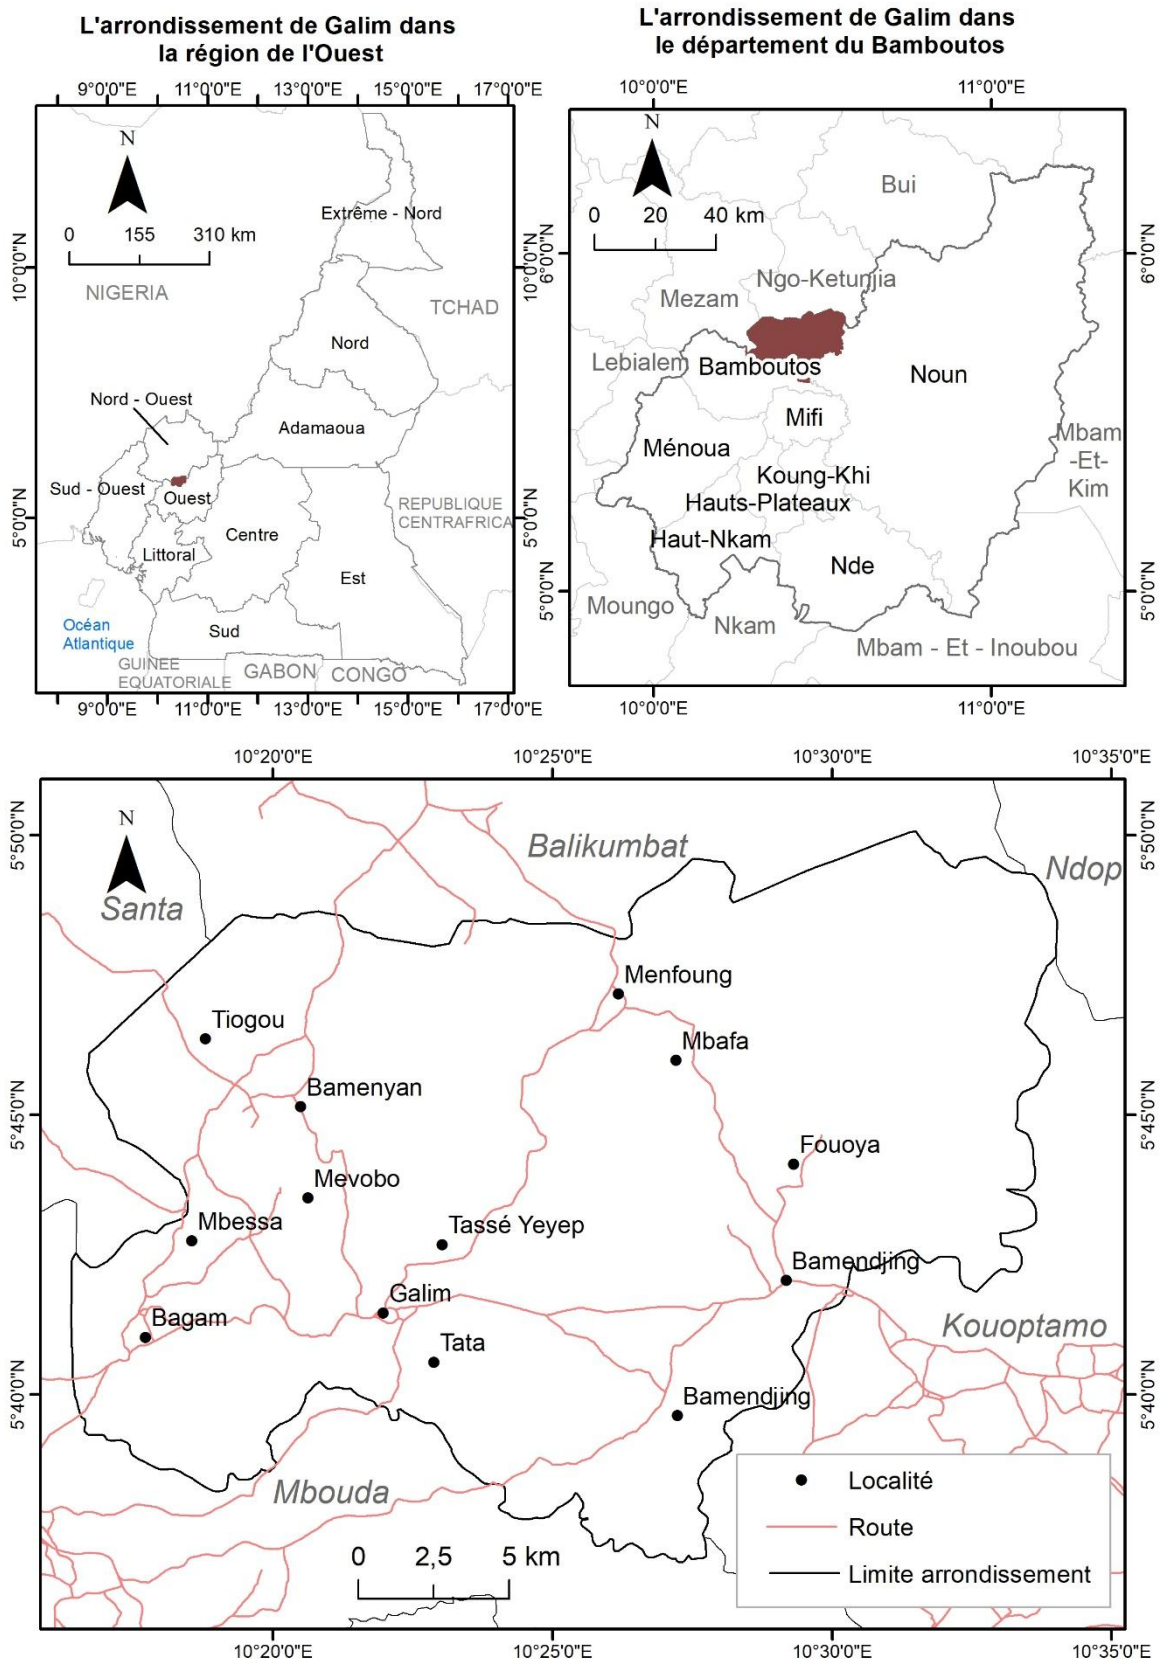 L'arrondissement de Galim dans
la région de l'Ouest
9°0'0"E 11°0'0"E 13°0'0"E 15°0'0"E 17°0'0"E
N
0 155 310 km
10°0'0"N
5°0'0"N
Extrême - Nord
NIGERIA
TCHAD
Nord
Nord - Ouest
Adamaoua
Sud - Ouest
Ouest
REPUBLIQUE
CENTRAFRICA
Centre
Littoral
Est
Océan
Atlantique
Sud
GUINEE
EQUATORIALE
GABON
CONGO
10°0'0"N
5°0'0"N
9°0'0"E 11°0'0"E 13°0'0"E 15°0'0"E 17°0'0"E
L'arrondissement de Galim dans
le département du Bamboutos
10°0'0"E 11°0'0"E
N
0 20 40 km
6°0'0"N
5°0'0"N
Bui
Ngo-Ketunjia
Mezam
Lebialem
Bamboutos
Noun
Mifi
Ménoua
Mbam
-Et-
Kim
Koung-Khi
Hauts-Plateaux
Haut-Nkam
Nde
Moungo
Nkam
Mbam - Et - Inoubou
6°0'0"N
5°0'0"N
10°0'0"E 11°0'0"E
10°20'0"E 10°25'0"E 10°30'0"E 10°35'0"E
5°50'0"N
5°45'0"N
5°40'0"N
N
Balikumbat
Ndop
Santa
Menfoung
Tiogou
Mbafa
Bamenyan
Fouoya
Mevobo
Mbessa
Tassé Yeyep
Bamendjing
Galim
Bagam
Kouoptamo
Tata
Bamendjing
Mbouda
0 2,5 5 km
Localité
Route
Limite arrondissement
5°50'0"N
5°45'0"N
5°40'0"N
10°20'0"E 10°25'0"E 10°30'0"E 10°35'0"E